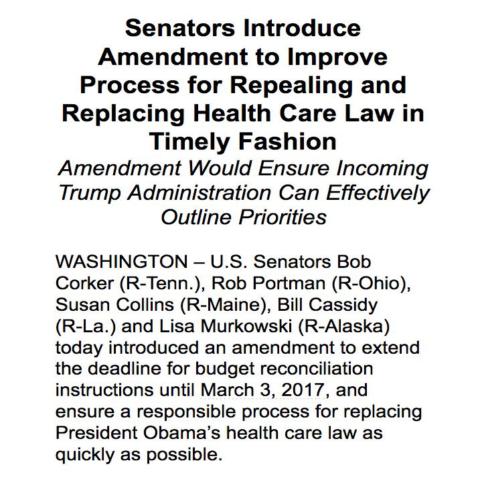 Senators Introduce
Amendment to Improve
Process for Repealing and
Replacing Health Care Law in
Timely Fashion
Amendment Would Ensure Incoming
Trump Administration Can Effectively
Outline Priorities
WASHINGTON – U.S. Senators Bob
Corker (R-Tenn.), Rob Portman (R-Ohio),
Susan Collins (R-Maine), Bill Cassidy
(R-La.) and Lisa Murkowski (R-Alaska)
today introduced an amendment to extend
the deadline for budget reconciliation
instructions until March 3, 2017, and
ensure a responsible process for replacing
President Obama’s health care law as
quickly as possible.